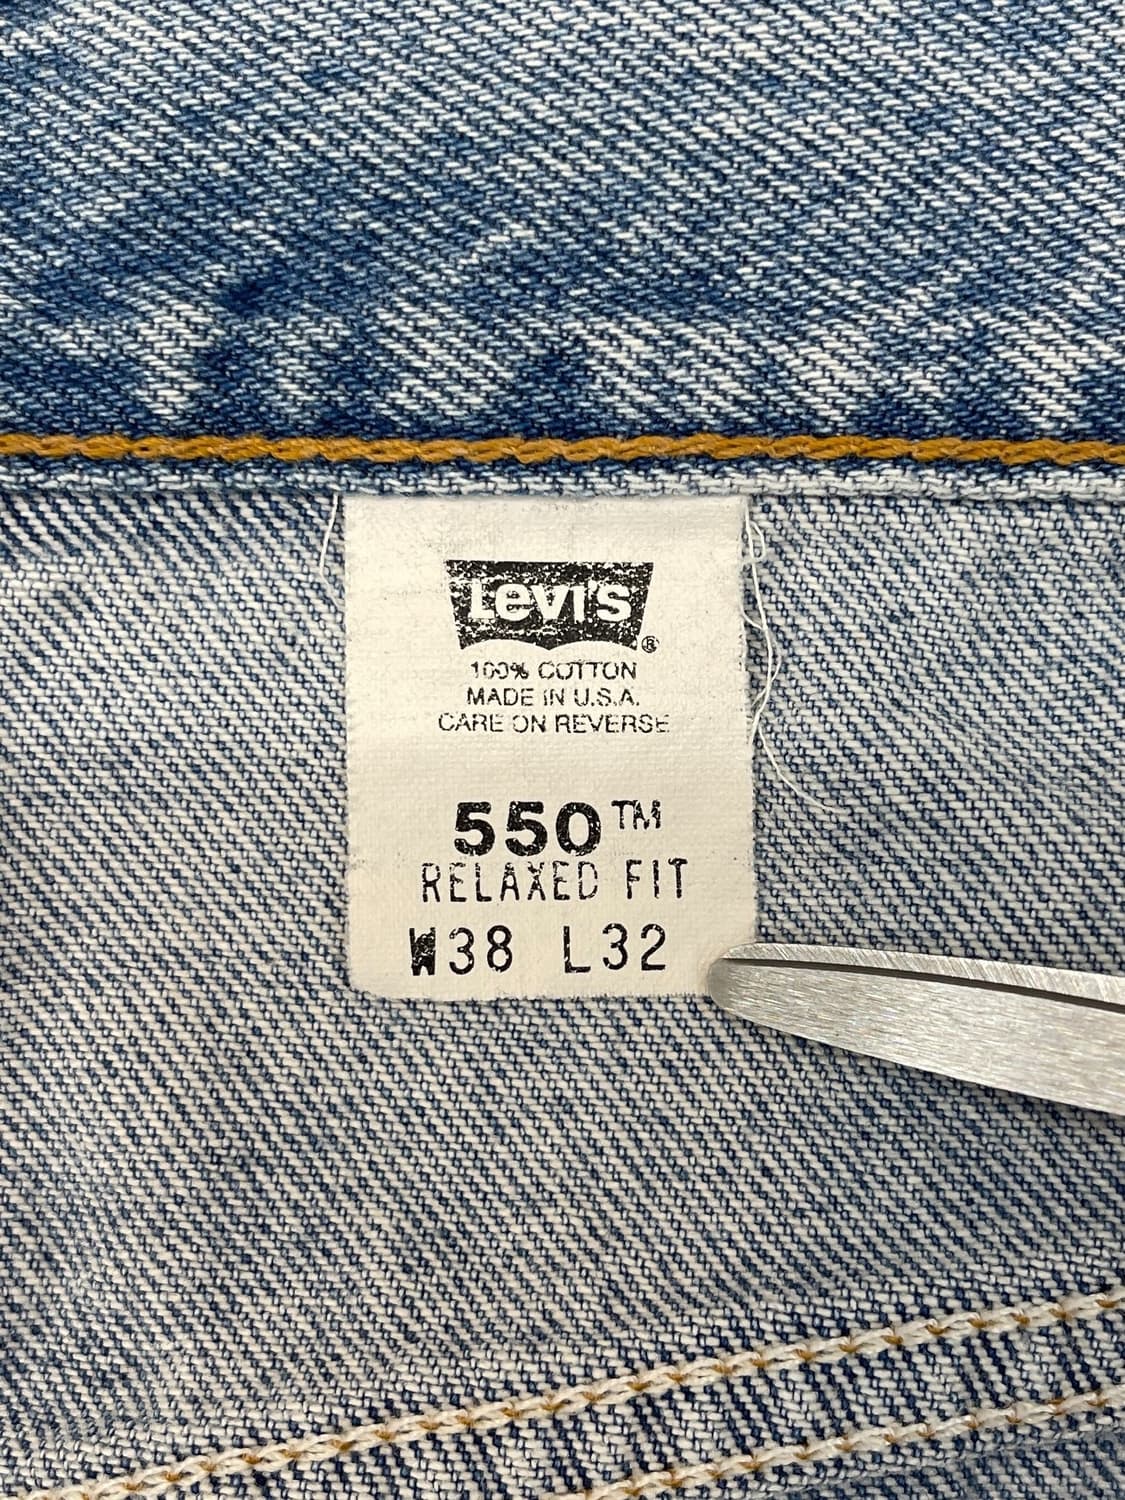 Levi's®
100% COTTON
MADE IN U.S.A.
CARE ON REVERSE
550™
RELAXED FIT
W38 L32